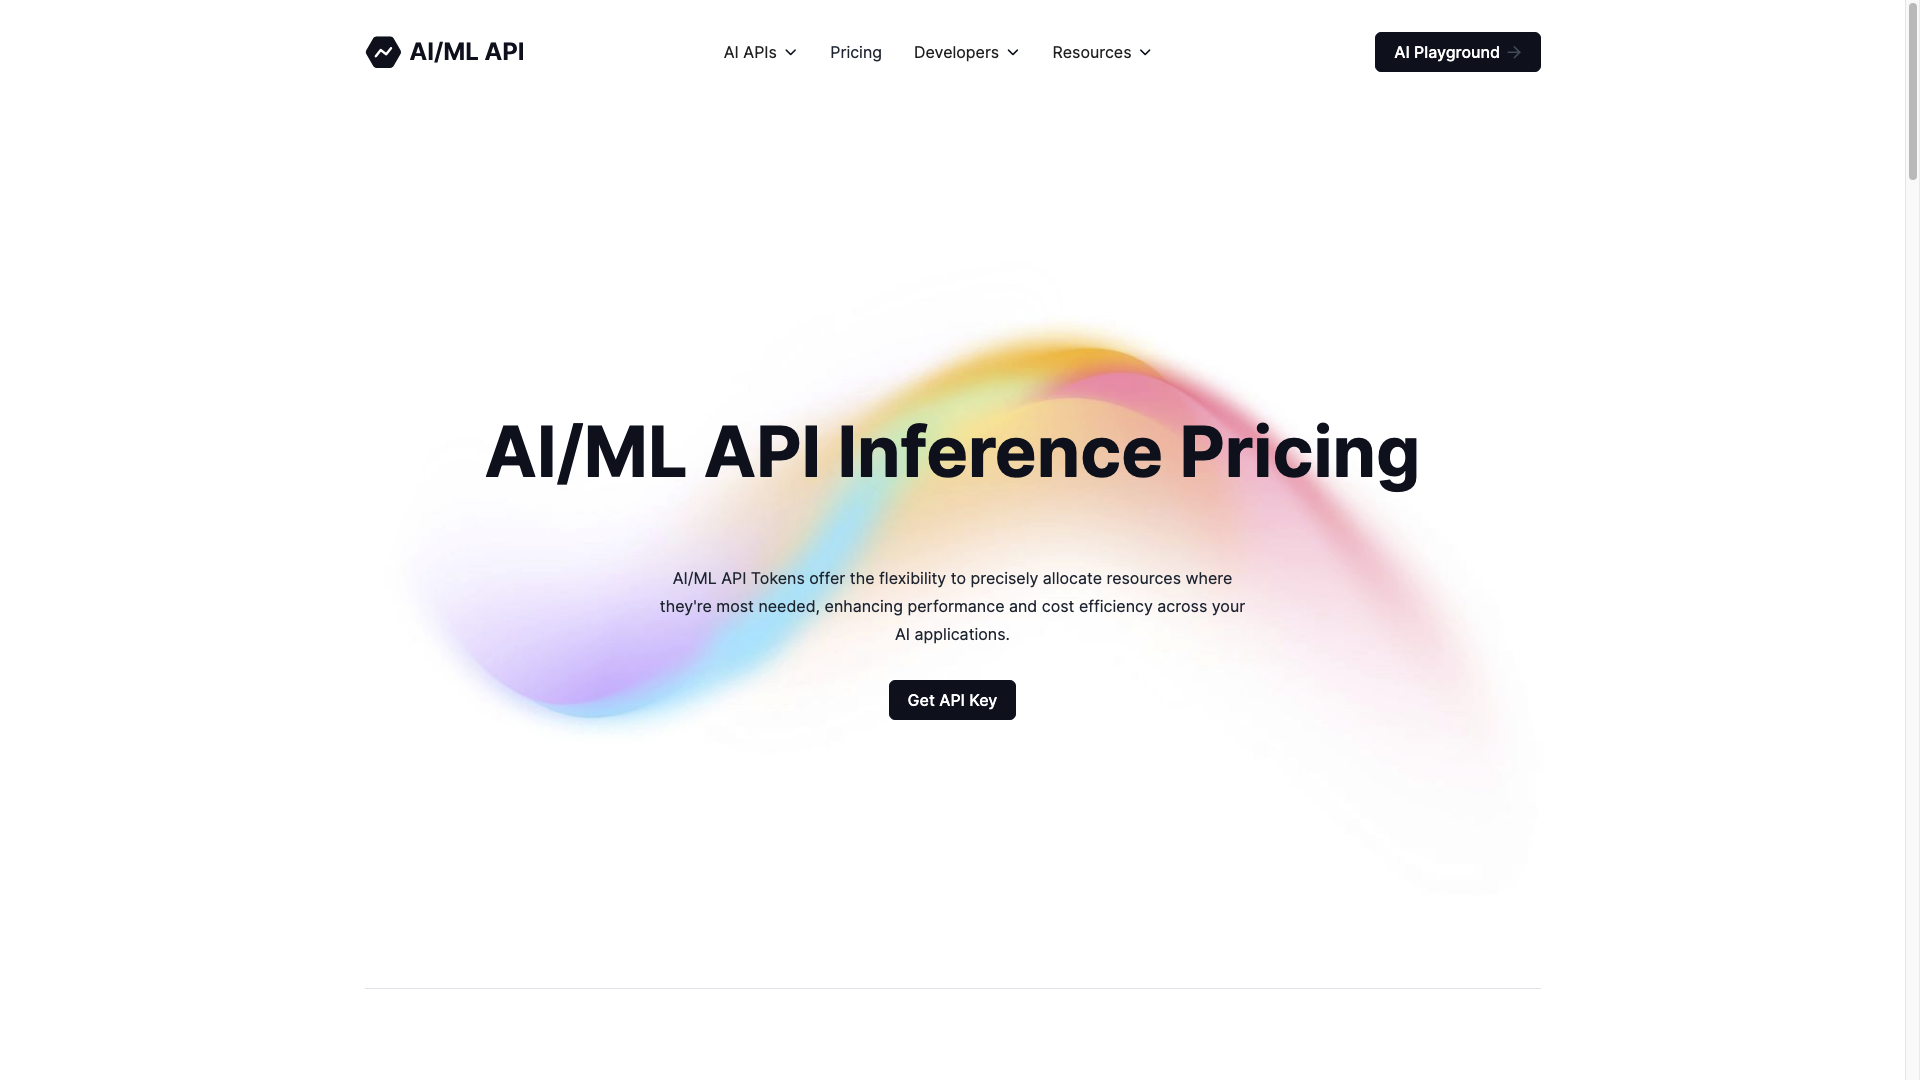 AI/ML API
AI APIs
Pricing
Developers
Resources
AI Playground
AI/ML API Inference Pricing
AI/ML API Tokens offer the flexibility to precisely allocate resources where
they're most needed, enhancing performance and cost efficiency across your
AI applications.
Get API Key